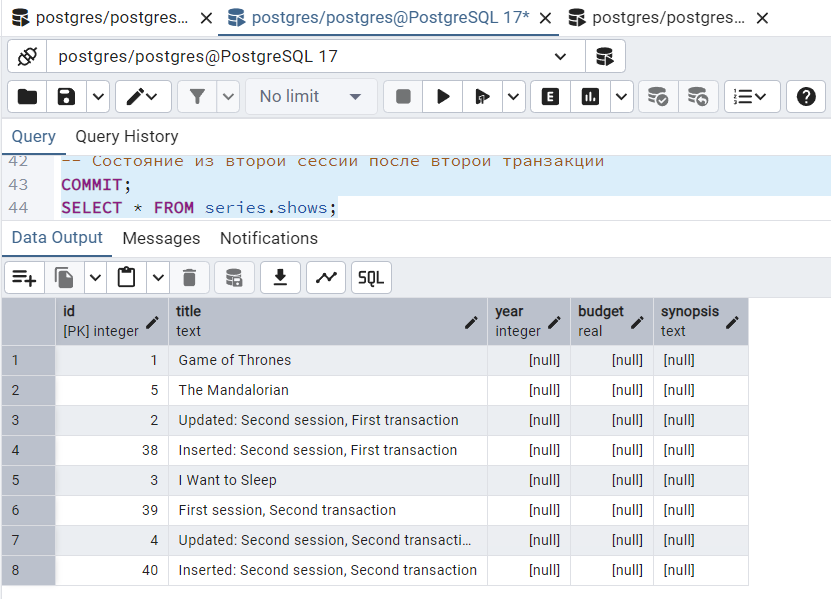 postgres/postgres... postgres/postgres@PostgreSQL 17* postgres/postgres...
postgres/postgres@PostgreSQL 17
No limit E SQL
Query Query History
42 -- Состояние из второй сессии после второй транзакции
43 COMMIT;
44 SELECT * FROM series.shows;
Data Output Messages Notifications
SQL
id title year budget synopsis
[PK] integer text integer real text
1 1 Game of Thrones [null] [null] [null]
2 5 The Mandalorian [null] [null] [null]
3 2 Updated: Second session, First transaction [null] [null] [null]
4 38 Inserted: Second session, First transaction [null] [null] [null]
5 3 I Want to Sleep [null] [null] [null]
6 39 First session, Second transaction [null] [null] [null]
7 4 Updated: Second session, Second transacti... [null] [null] [null]
8 40 Inserted: Second session, Second transaction [null] [null] [null]